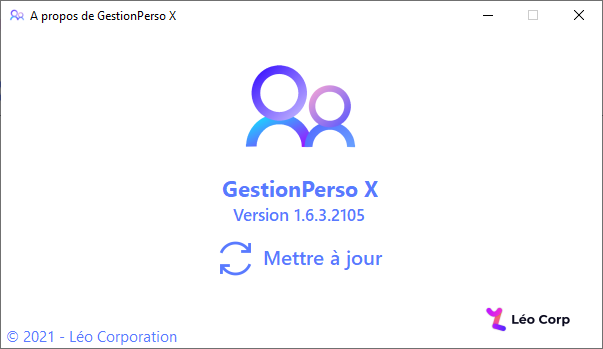 A propos de GestionPerso X
GestionPerso X
Version 1.6.3.2105
Mettre à jour
Léo Corp
© 2021 - Léo Corporation